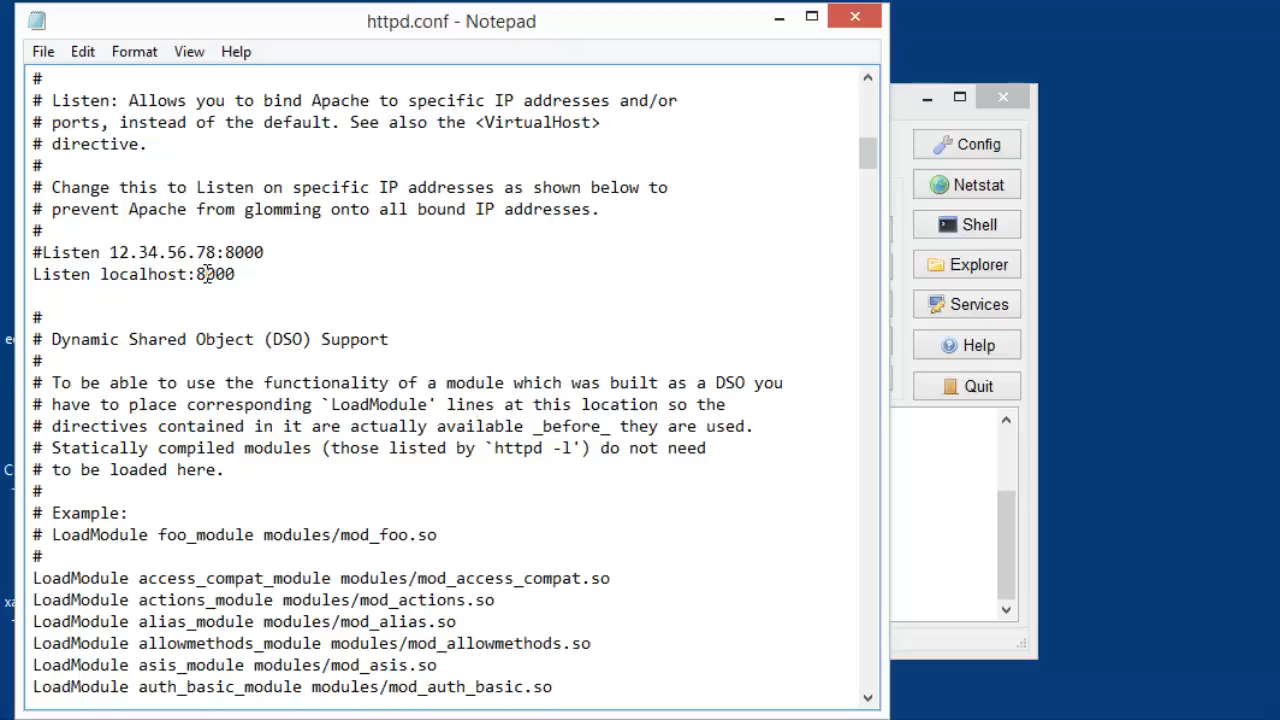 httpd.conf - Notepad
File Edit Format View Help
#
# Listen: Allows you to bind Apache to specific IP addresses and/or
# ports, instead of the default. See also the <VirtualHost>
# directive.
#
# Change this to Listen on specific IP addresses as shown below to
# prevent Apache from glomming onto all bound IP addresses.
#
#Listen 12.34.56.78:8000
Listen localhost:8000
#
# Dynamic Shared Object (DSO) Support
#
# To be able to use the functionality of a module which was built as a DSO you
# have to place corresponding `LoadModule' lines at this location so the
# directives contained in it are actually available _before_ they are used.
# Statically compiled modules (those listed by `httpd -l') do not need
# to be loaded here.
#
# Example:
# LoadModule foo_module modules/mod_foo.so
#
LoadModule access_compat_module modules/mod_access_compat.so
LoadModule actions_module modules/mod_actions.so
LoadModule alias_module modules/mod_alias.so
LoadModule allowmethods_module modules/mod_allowmethods.so
LoadModule asis_module modules/mod_asis.so
LoadModule auth_basic_module modules/mod_auth_basic.so
Config
Netstat
Shell
Explorer
Services
Help
Quit